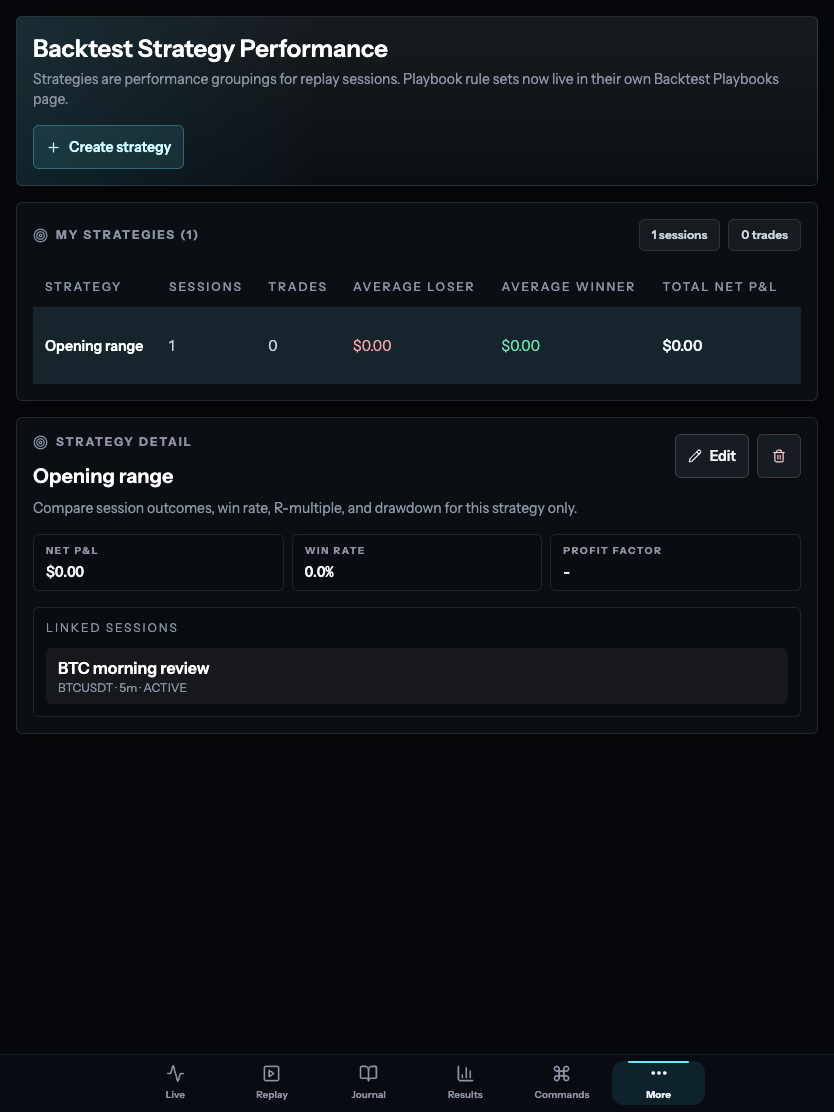 Backtest Strategy Performance
Strategies are performance groupings for replay sessions. Playbook rule sets now live in their own Backtest Playbooks
page.
+ Create strategy
MY STRATEGIES (1)
1 sessions
0 trades
STRATEGY SESSIONS TRADES AVERAGE LOSER AVERAGE WINNER TOTAL NET P&L
Opening range 1 0 $0.00 $0.00 $0.00
STRATEGY DETAIL
Edit
Opening range
Compare session outcomes, win rate, R-multiple, and drawdown for this strategy only.
NET P&L
$0.00
WIN RATE
0.0%
PROFIT FACTOR
-
LINKED SESSIONS
BTC morning review
BTCUSDT · 5m · ACTIVE
Live Replay Journal Results Commands More